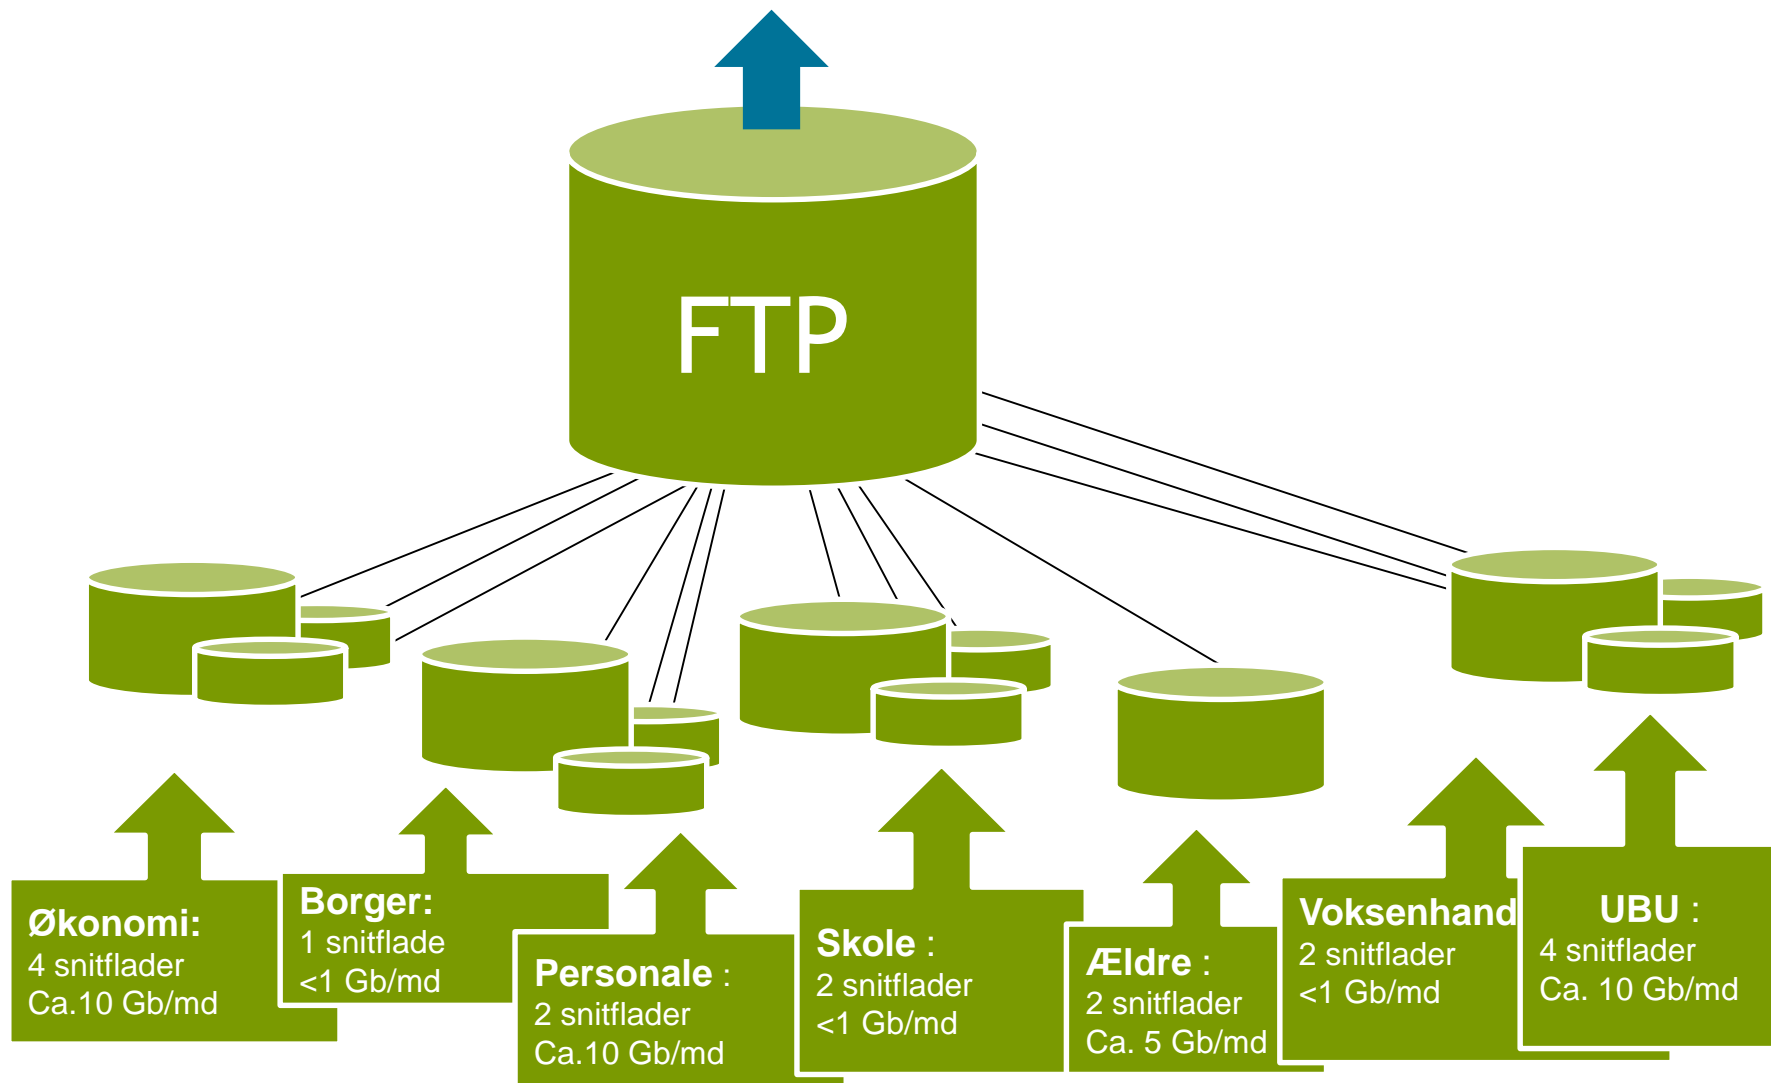 FTP
Økonomi:
4 snitflader
Ca.10 Gb/md
Borger:
1 snitflade
<1 Gb/md
Personale :
2 snitflader
Ca.10 Gb/md
Skole :
2 snitflader
<1 Gb/md
Ældre :
2 snitflader
Ca. 5 Gb/md
Voksenhand
2 snitflader
<1 Gb/md
UBU :
4 snitflader
Ca. 10 Gb/md